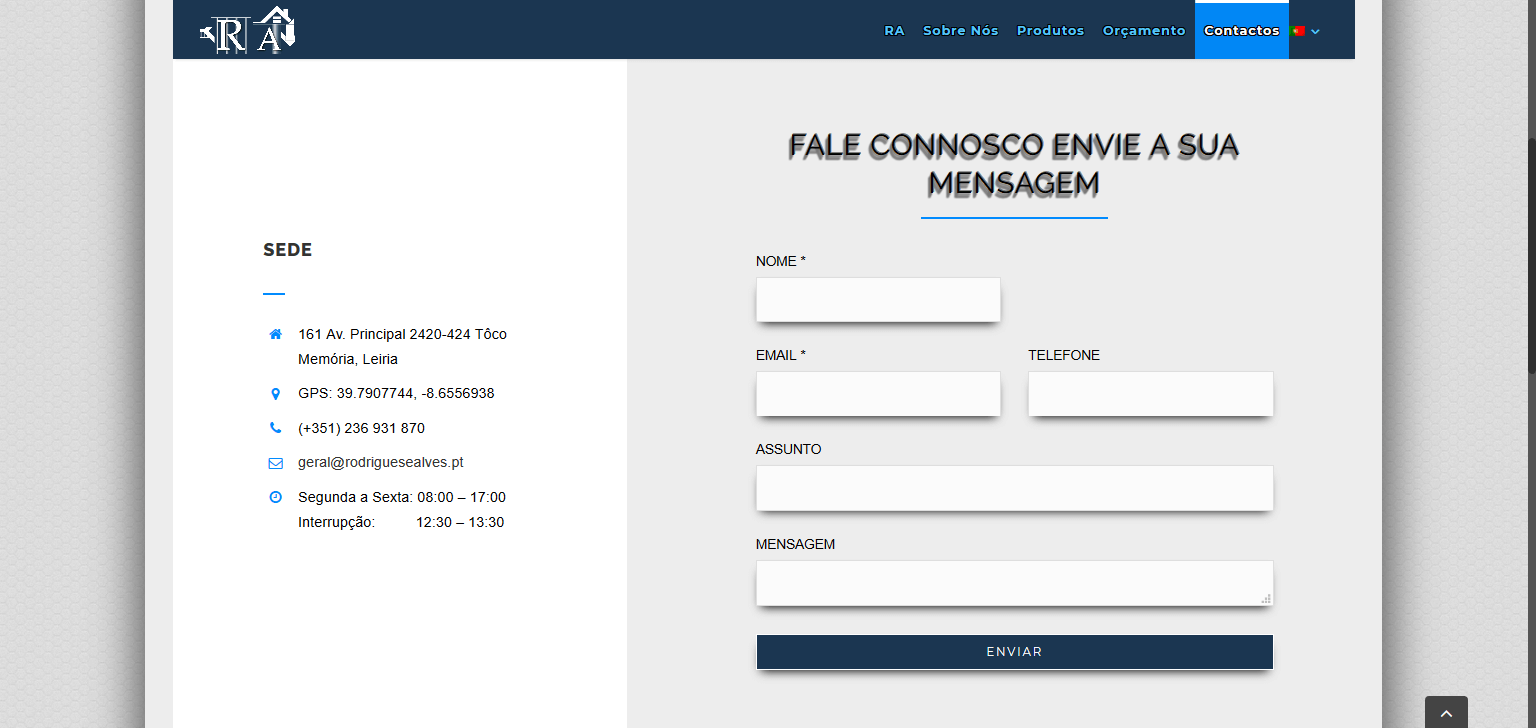 RA
RA
Sobre Nós
Produtos
Orçamento
Contactos
SEDE
161 Av. Principal 2420-424 Tôco
Memória, Leiria
GPS: 39.7907744, -8.6556938
(+351) 236 931 870
geral@rodriguesealves.pt
Segunda a Sexta: 08:00 – 17:00
Interrupção: 12:30 – 13:30
FALE CONNOSCO ENVIE A SUA
MENSAGEM
NOME *
EMAIL *
TELEFONE
ASSUNTO
MENSAGEM
ENVIAR